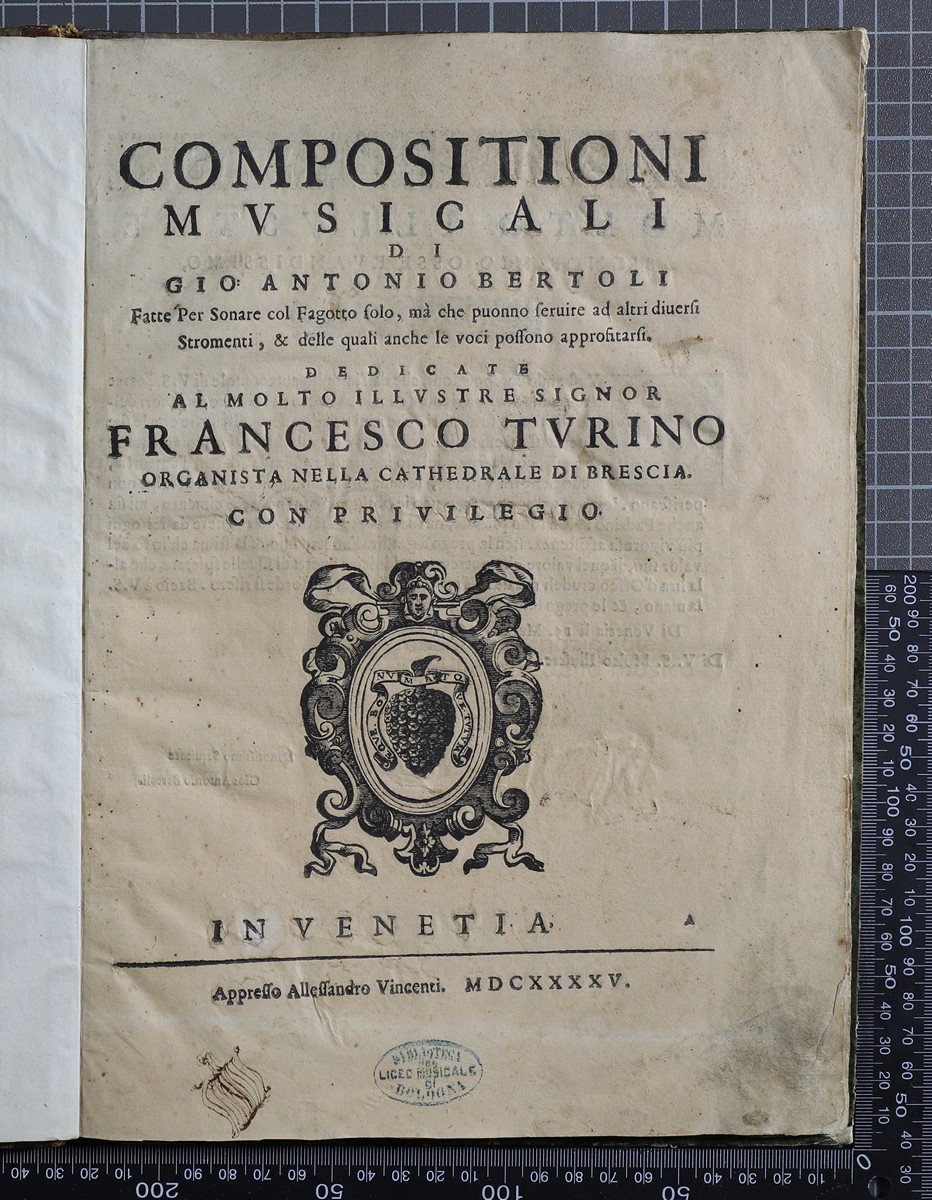 COMPOSITIONI
MVSICALI
DI
GIO: ANTONIO BERTOLI
Fatte Per Sonare col Fagotto ſolo, mà che puonno ſeruire ad altri diuerſi
Stromenti, & delle quali anche le voci poſſono approfitarſi.
DEDICATE
AL MOLTO ILLVSTRE SIGNOR
FRANCESCO TVRINO
ORGANISTA NELLA CATHEDRALE DI BRESCIA.
CON PRIVILEGIO.
IN VENETIA,
A
Appreſſo Alleſſandro Vincenti. MDCXXXXV.
BIBLIOTECA
DEL
LICEO MUSICALE
DI
BOLOGNA